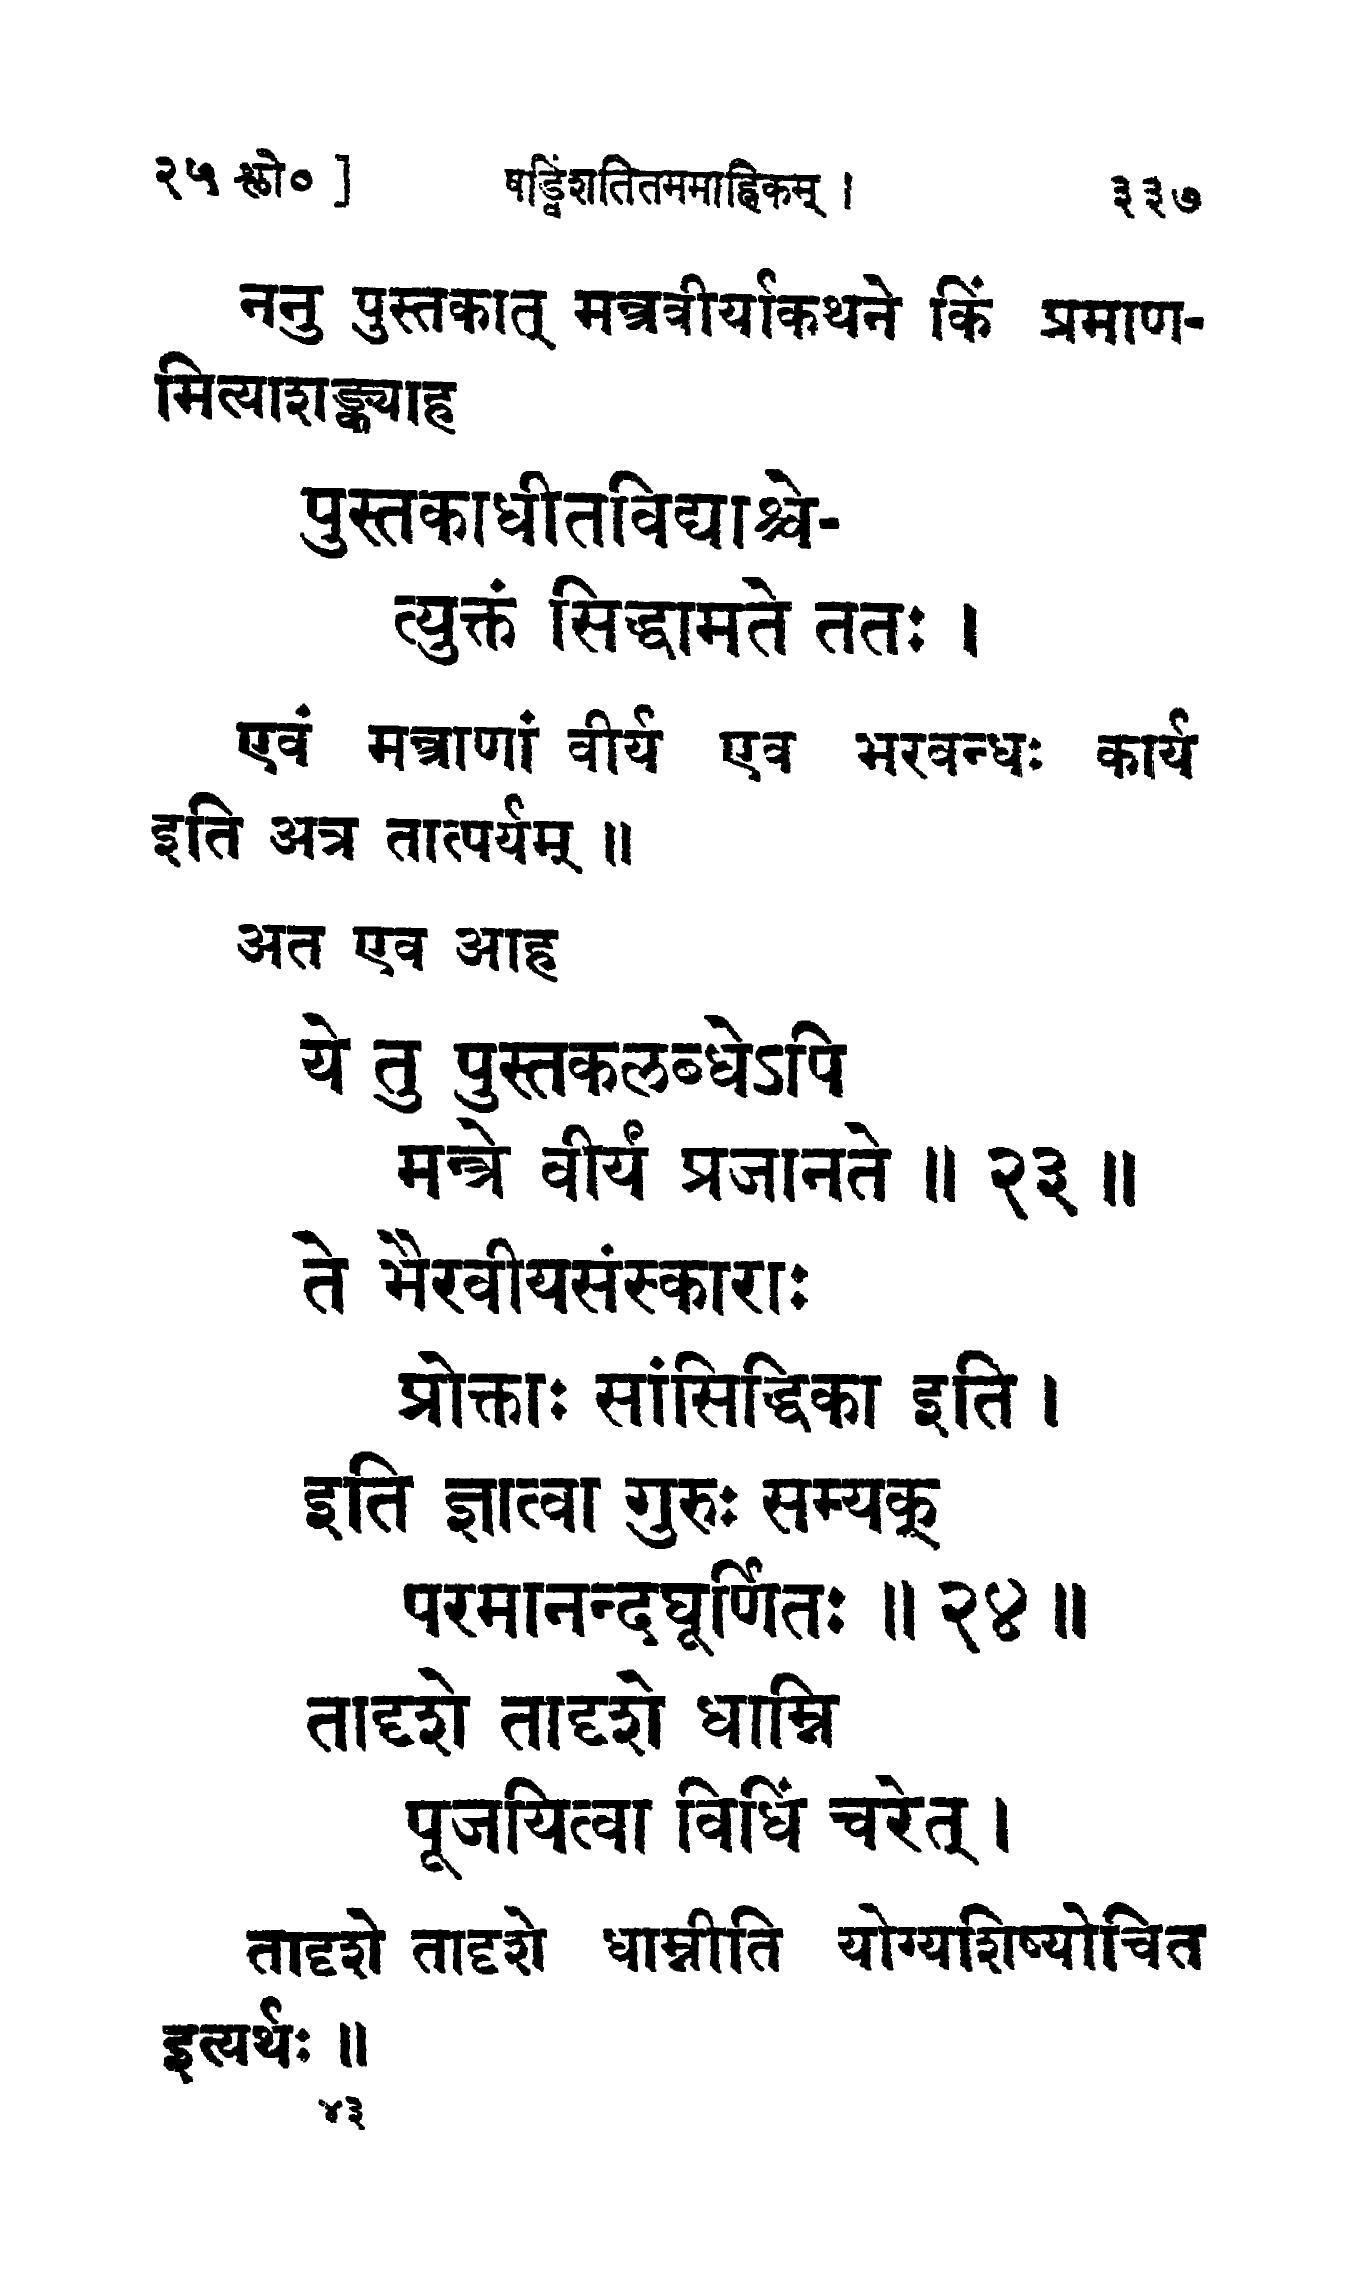 २५ श्लो० ] षड्विंशतितममाह्निकम् । ३३७
ननु पुस्तकात् मन्त्रवीर्याकथने किं प्रमाण-
मित्याशङ्क्याह
पुस्तकाधीतविद्याश्चे-
त्युक्तं सिद्धामते ततः ।
एवं मन्त्राणां वीर्य एव भरवन्धः कार्य
इति अत्र तात्पर्यम् ॥
अत एव आह
ये तु पुस्तकलब्धेऽपि
मन्त्रे वीर्यं प्रजानते ॥ २३ ॥
ते भैरवीयसंस्काराः
प्रोक्ताः सांसिद्धिका इति ।
इति ज्ञात्वा गुरुः सम्यक्
परमानन्दघूर्णितः ॥ २४ ॥
तादृशे तादृशे धाम्नि
पूजयित्वा विधिं चरेत् ।
तादृशे तादृशे धाम्नीति योग्यशिष्योचित
इत्यर्थः ॥
४३